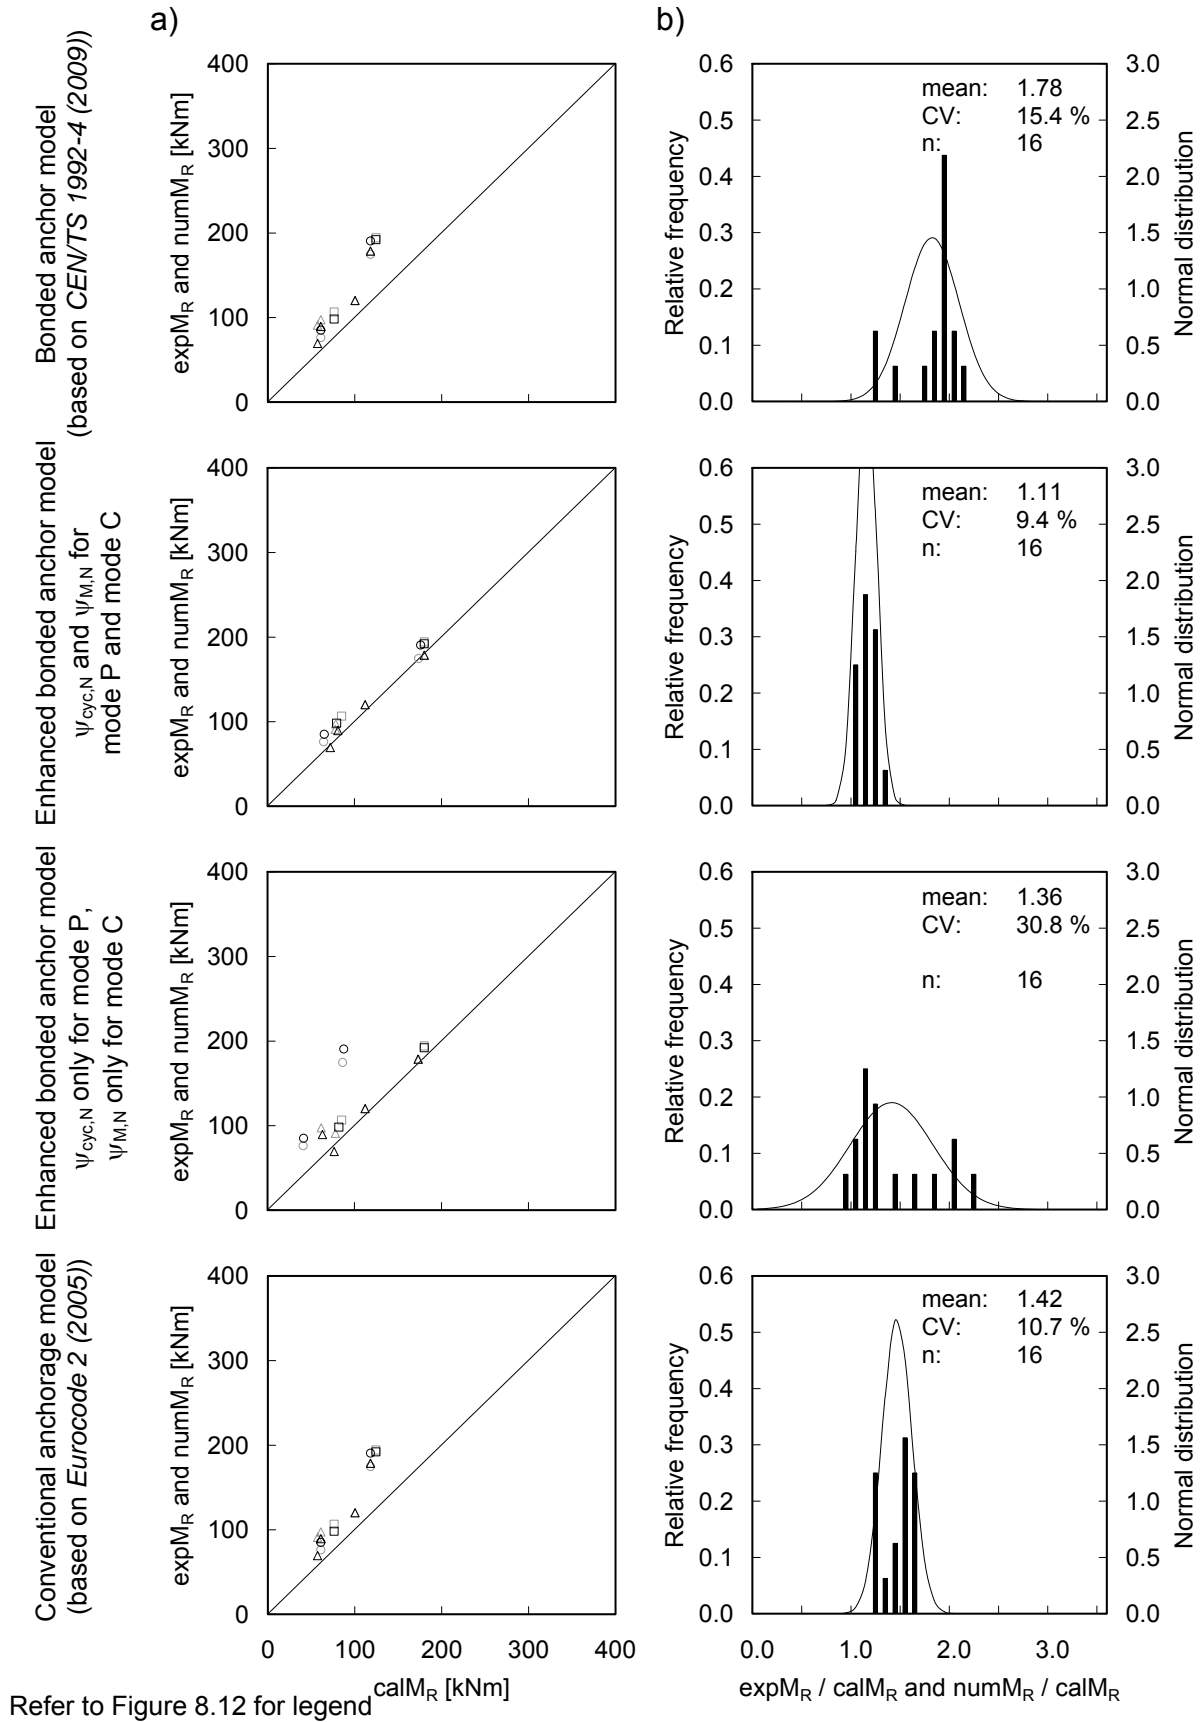 a)
b)
Bonded anchor model
(based on CEN/TS 1992-4 (2009))
expM_R and numM_R [kNm]
400
300
200
100
0
Relative frequency
0.6
0.5
0.4
0.3
0.2
0.1
0.0
mean: 1.78
CV: 15.4 %
n: 16
3.0
2.5
2.0
1.5
1.0
0.5
0.0
Normal distribution
Enhanced bonded anchor model
ψcyc,N and ψM,N for
mode P and mode C
expM_R and numM_R [kNm]
400
300
200
100
0
Relative frequency
0.6
0.5
0.4
0.3
0.2
0.1
0.0
mean: 1.11
CV: 9.4 %
n: 16
3.0
2.5
2.0
1.5
1.0
0.5
0.0
Normal distribution
Enhanced bonded anchor model
ψcyc,N only for mode P,
ψM,N only for mode C
expM_R and numM_R [kNm]
400
300
200
100
0
Relative frequency
0.6
0.5
0.4
0.3
0.2
0.1
0.0
mean: 1.36
CV: 30.8 %
n: 16
3.0
2.5
2.0
1.5
1.0
0.5
0.0
Normal distribution
Conventional anchorage model
(based on Eurocode 2 (2005))
expM_R and numM_R [kNm]
400
300
200
100
0
0 100 200 300 400
calM_R [kNm]
Relative frequency
0.6
0.5
0.4
0.3
0.2
0.1
0.0
mean: 1.42
CV: 10.7 %
n: 16
3.0
2.5
2.0
1.5
1.0
0.5
0.0
Normal distribution
0.0 1.0 2.0 3.0
expM_R / calM_R and numM_R / calM_R
Refer to Figure 8.12 for legend